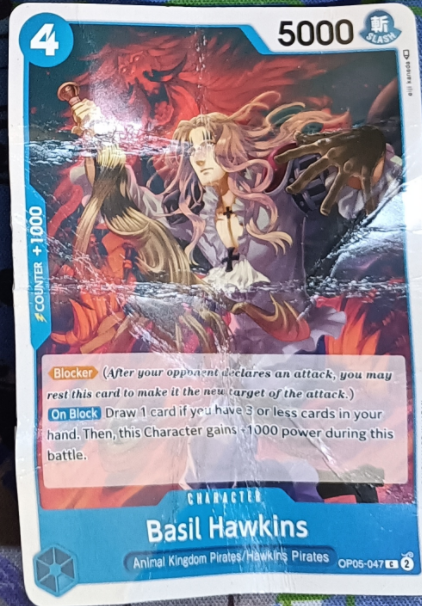 4
5000
斬
SLASH
COUNTER +1000
Blocker (After your opponent declares an attack, you may
rest this card to make it the new target of the attack.)
On Block Draw 1 card if you have 3 or less cards in your
hand. Then, this Character gains +1000 power during this
battle.
CHARACTER
Basil Hawkins
Animal Kingdom Pirates/Hawkins Pirates
OP05-047 C 2